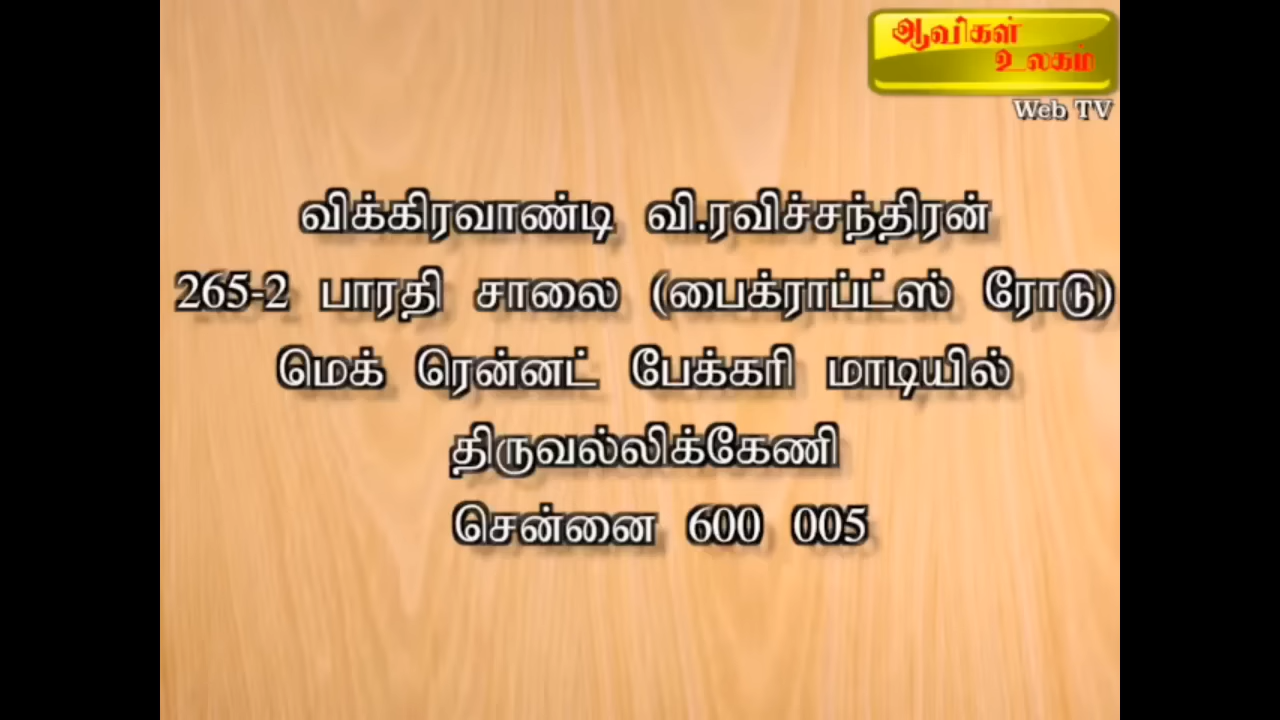 ஆவிகள்
உலகம்
Web TV
விக்கிரவாண்டி வி.ரவிச்சந்திரன்
265-2 பாரதி சாலை (பைக்ராப்ட்ஸ் ரோடு)
மெக் ரென்னட் பேக்கரி மாடியில்
திருவல்லிக்கேணி
சென்னை 600 005